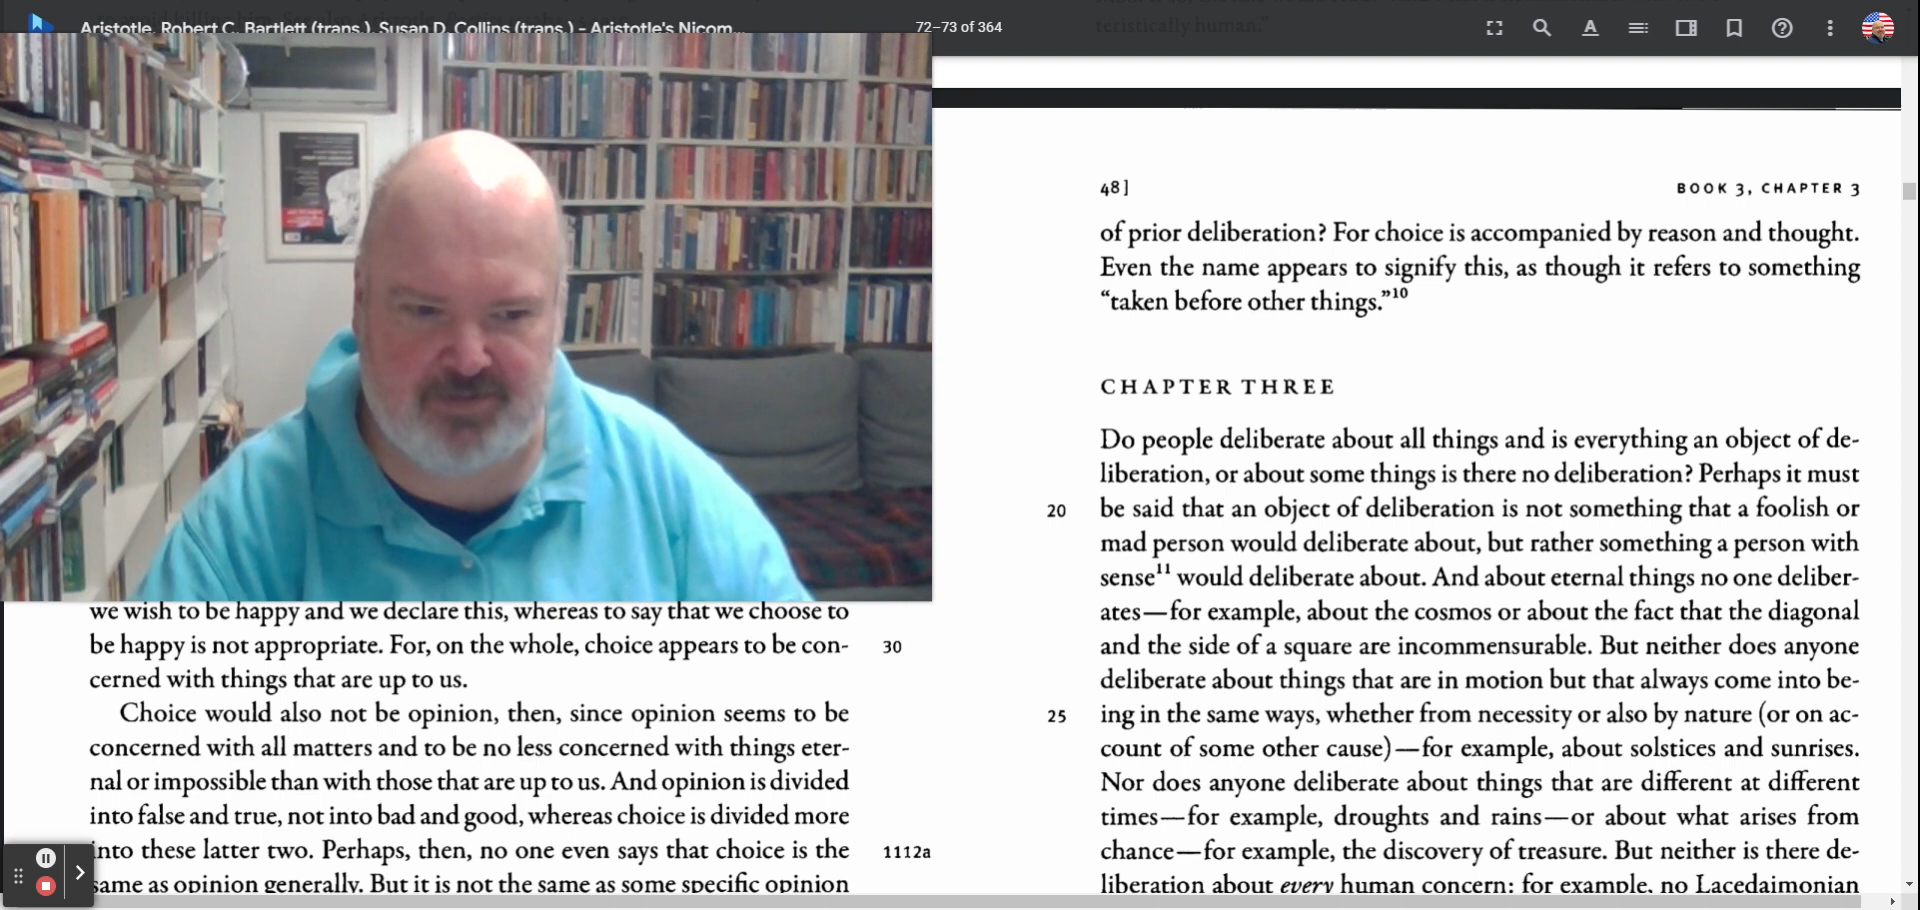 Aristotle, Robert C. Bartlett (trans.), Susan D. Collins (trans.) - Aristotle's Nicom...
72–73 of 364
teristically human."
we wish to be happy and we declare this, whereas to say that we choose to
be happy is not appropriate. For, on the whole, choice appears to be con-
30
cerned with things that are up to us.
Choice would also not be opinion, then, since opinion seems to be
concerned with all matters and to be no less concerned with things eter-
nal or impossible than with those that are up to us. And opinion is divided
into false and true, not into bad and good, whereas choice is divided more
into these latter two. Perhaps, then, no one even says that choice is the
1112a
same as opinion generally. But it is not the same as some specific opinion
48]
BOOK 3, CHAPTER 3
of prior deliberation? For choice is accompanied by reason and thought.
Even the name appears to signify this, as though it refers to something
“taken before other things.”10
CHAPTER THREE
Do people deliberate about all things and is everything an object of de-
liberation, or about some things is there no deliberation? Perhaps it must
20
be said that an object of deliberation is not something that a foolish or
mad person would deliberate about, but rather something a person with
sense11 would deliberate about. And about eternal things no one deliber-
ates—for example, about the cosmos or about the fact that the diagonal
and the side of a square are incommensurable. But neither does anyone
deliberate about things that are in motion but that always come into be-
25
ing in the same ways, whether from necessity or also by nature (or on ac-
count of some other cause)—for example, about solstices and sunrises.
Nor does anyone deliberate about things that are different at different
times—for example, droughts and rains—or about what arises from
chance—for example, the discovery of treasure. But neither is there de-
liberation about every human concern; for example, no Lacedaimonian